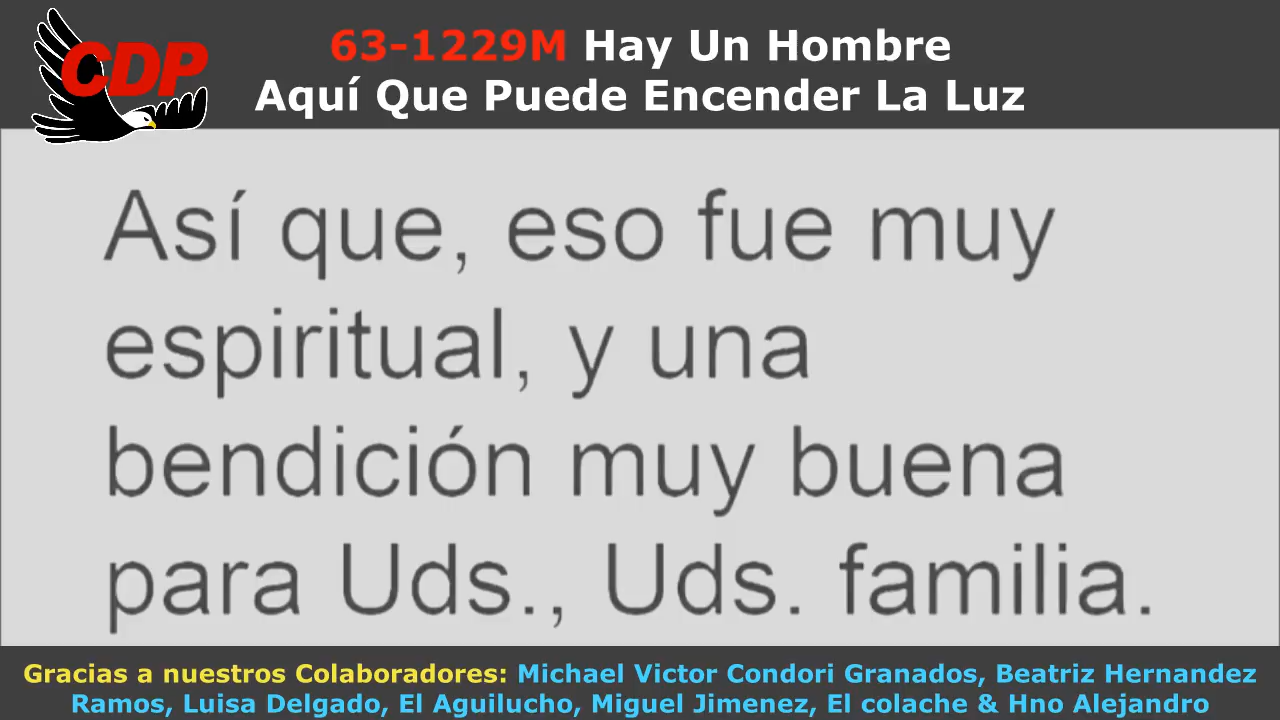 CDP
63-1229M Hay Un Hombre
Aquí Que Puede Encender La Luz
Así que, eso fue muy
espiritual, y una
bendición muy buena
para Uds., Uds. familia.
Gracias a nuestros Colaboradores: Michael Victor Condori Granados, Beatriz Hernandez
Ramos, Luisa Delgado, El Aguilucho, Miguel Jimenez, El colache & Hno Alejandro